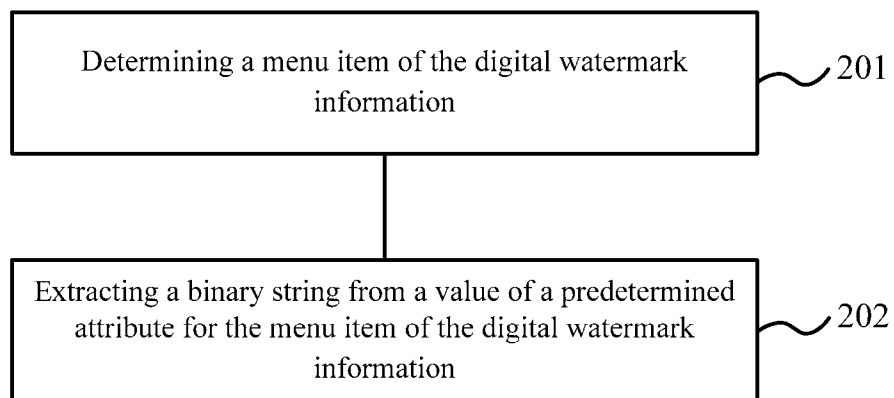 Determining a menu item of the digital watermark
information
201
Extracting a binary string from a value of a predetermined
attribute for the menu item of the digital watermark
information
202